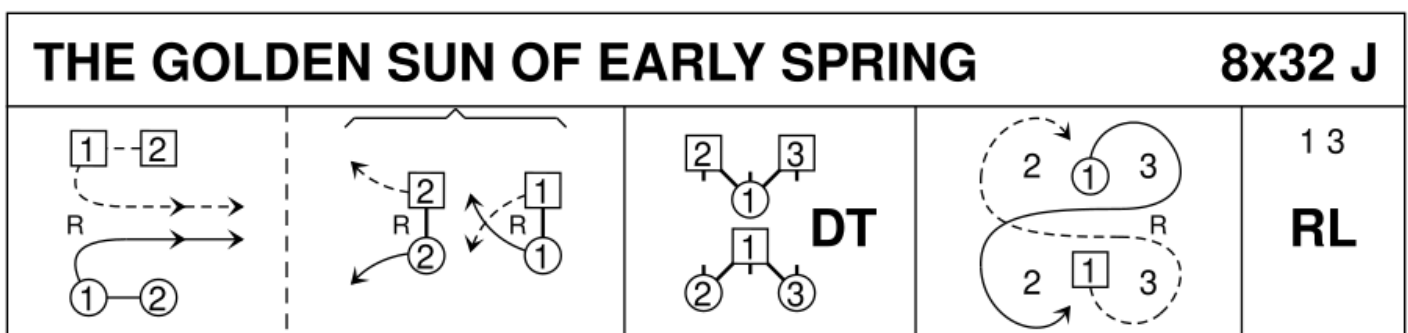 THE GOLDEN SUN OF EARLY SPRING 8x32 J
1 2
R
1 2
2 1
R R
2 1
2 3
1
DT
1
2 3
2 1 3
R
2 1 3
1 3
RL